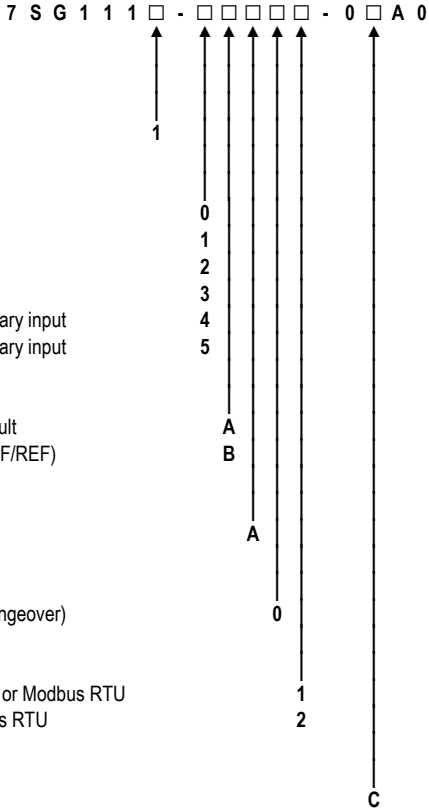 7 S G 1 1 1 □ - □ □ □ □ □ - 0 □ A 0
1
0
1
2
3
ary input 4
ary input 5
ult A
F/REF) B
A
ngeover) 0
or Modbus RTU 1
s RTU 2
C